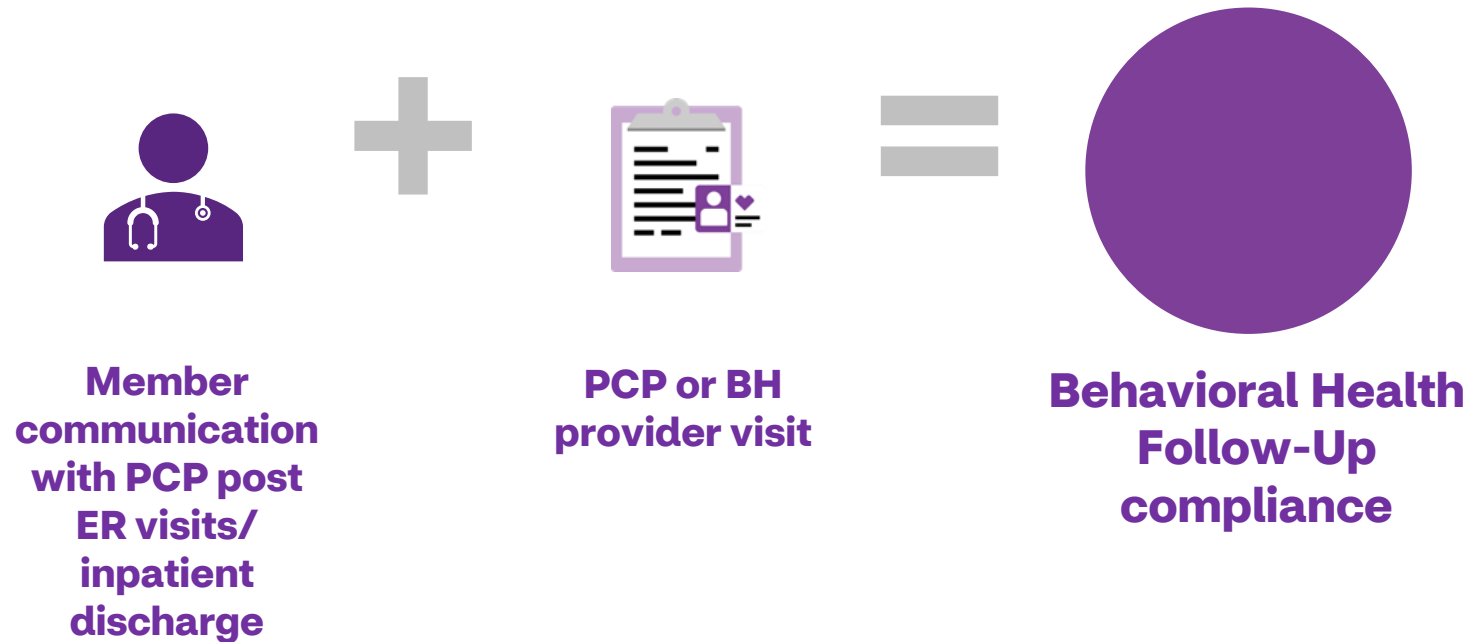 Member
communication
with PCP post
ER visits/
inpatient
discharge
PCP or BH
provider visit
Behavioral Health
Follow-Up
compliance